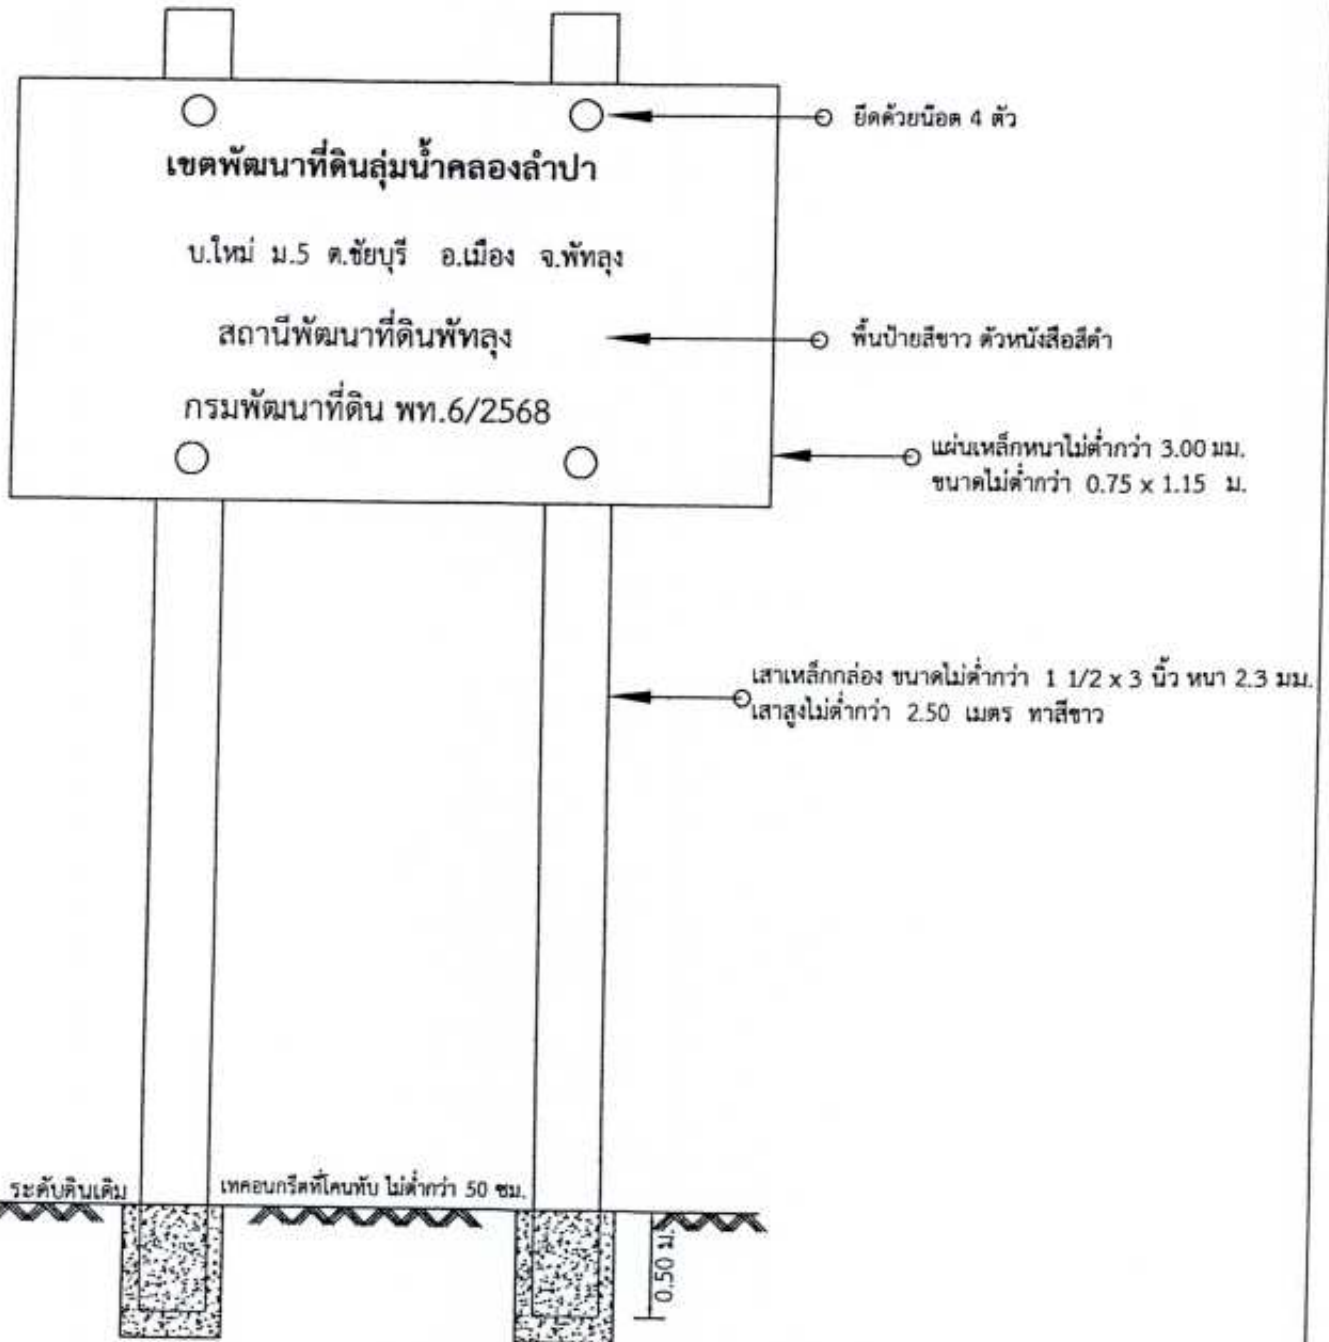 ยึดด้วยน๊อต 4 ตัว
เขตพัฒนาที่ดินลุ่มน้ำคลองลำปา
บ.ใหม่ ม.5 ต.ชัยบุรี อ.เมือง จ.พัทลุง
สถานีพัฒนาที่ดินพัทลุง
พื้นป้ายสีขาว ตัวหนังสือสีดำ
กรมพัฒนาที่ดิน พท.6/2568
แผ่นเหล็กหนาไม่ต่ำกว่า 3.00 มม.
ขนาดไม่ต่ำกว่า 0.75 x 1.15 ม.
เสาเหล็กกล่อง ขนาดไม่ต่ำกว่า 1 1/2 x 3 นิ้ว หนา 2.3 มม.
เสาสูงไม่ต่ำกว่า 2.50 เมตร ทาสีขาว
ระดับดินเดิม
เทคอนกรีตที่โคนทับ ไม่ต่ำกว่า 50 ซม.
0.50 ม.